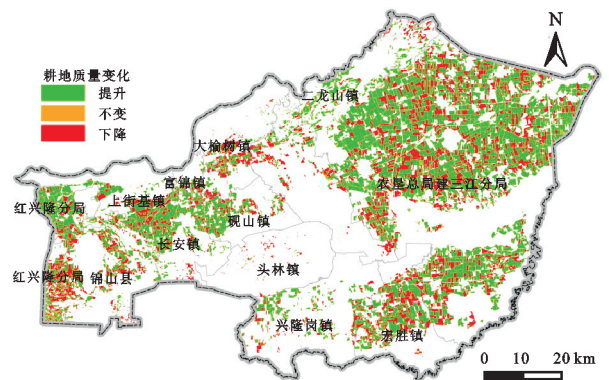 N
耕地质量变化
提升
不变
下降
二龙山镇
大榆树镇
富锦镇
农垦总局建三江分局
红兴隆分局
上街基镇
砚山镇
长安镇
头林镇
红兴隆分局
锦山县
兴隆岗镇
宏胜镇
0 10 20 km